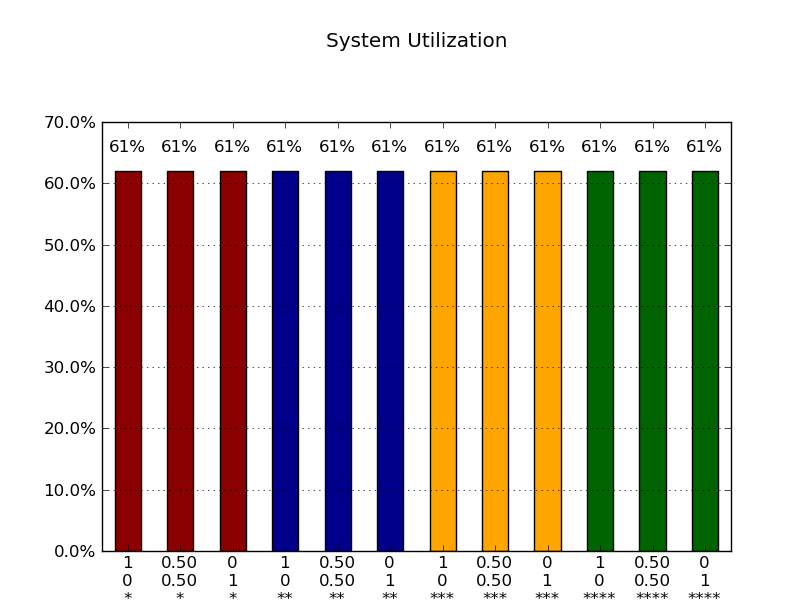 System Utilization
70.0%
61% 61% 61% 61% 61% 61% 61% 61% 61% 61% 61% 61%
60.0%
50.0%
40.0%
30.0%
20.0%
10.0%
0.0%
1 0.50 0 1 0.50 0 1 0.50 0 1 0.50 0
0 0.50 1 0 0.50 1 0 0.50 1 0 0.50 1
* * * ** ** ** *** *** *** **** **** ****